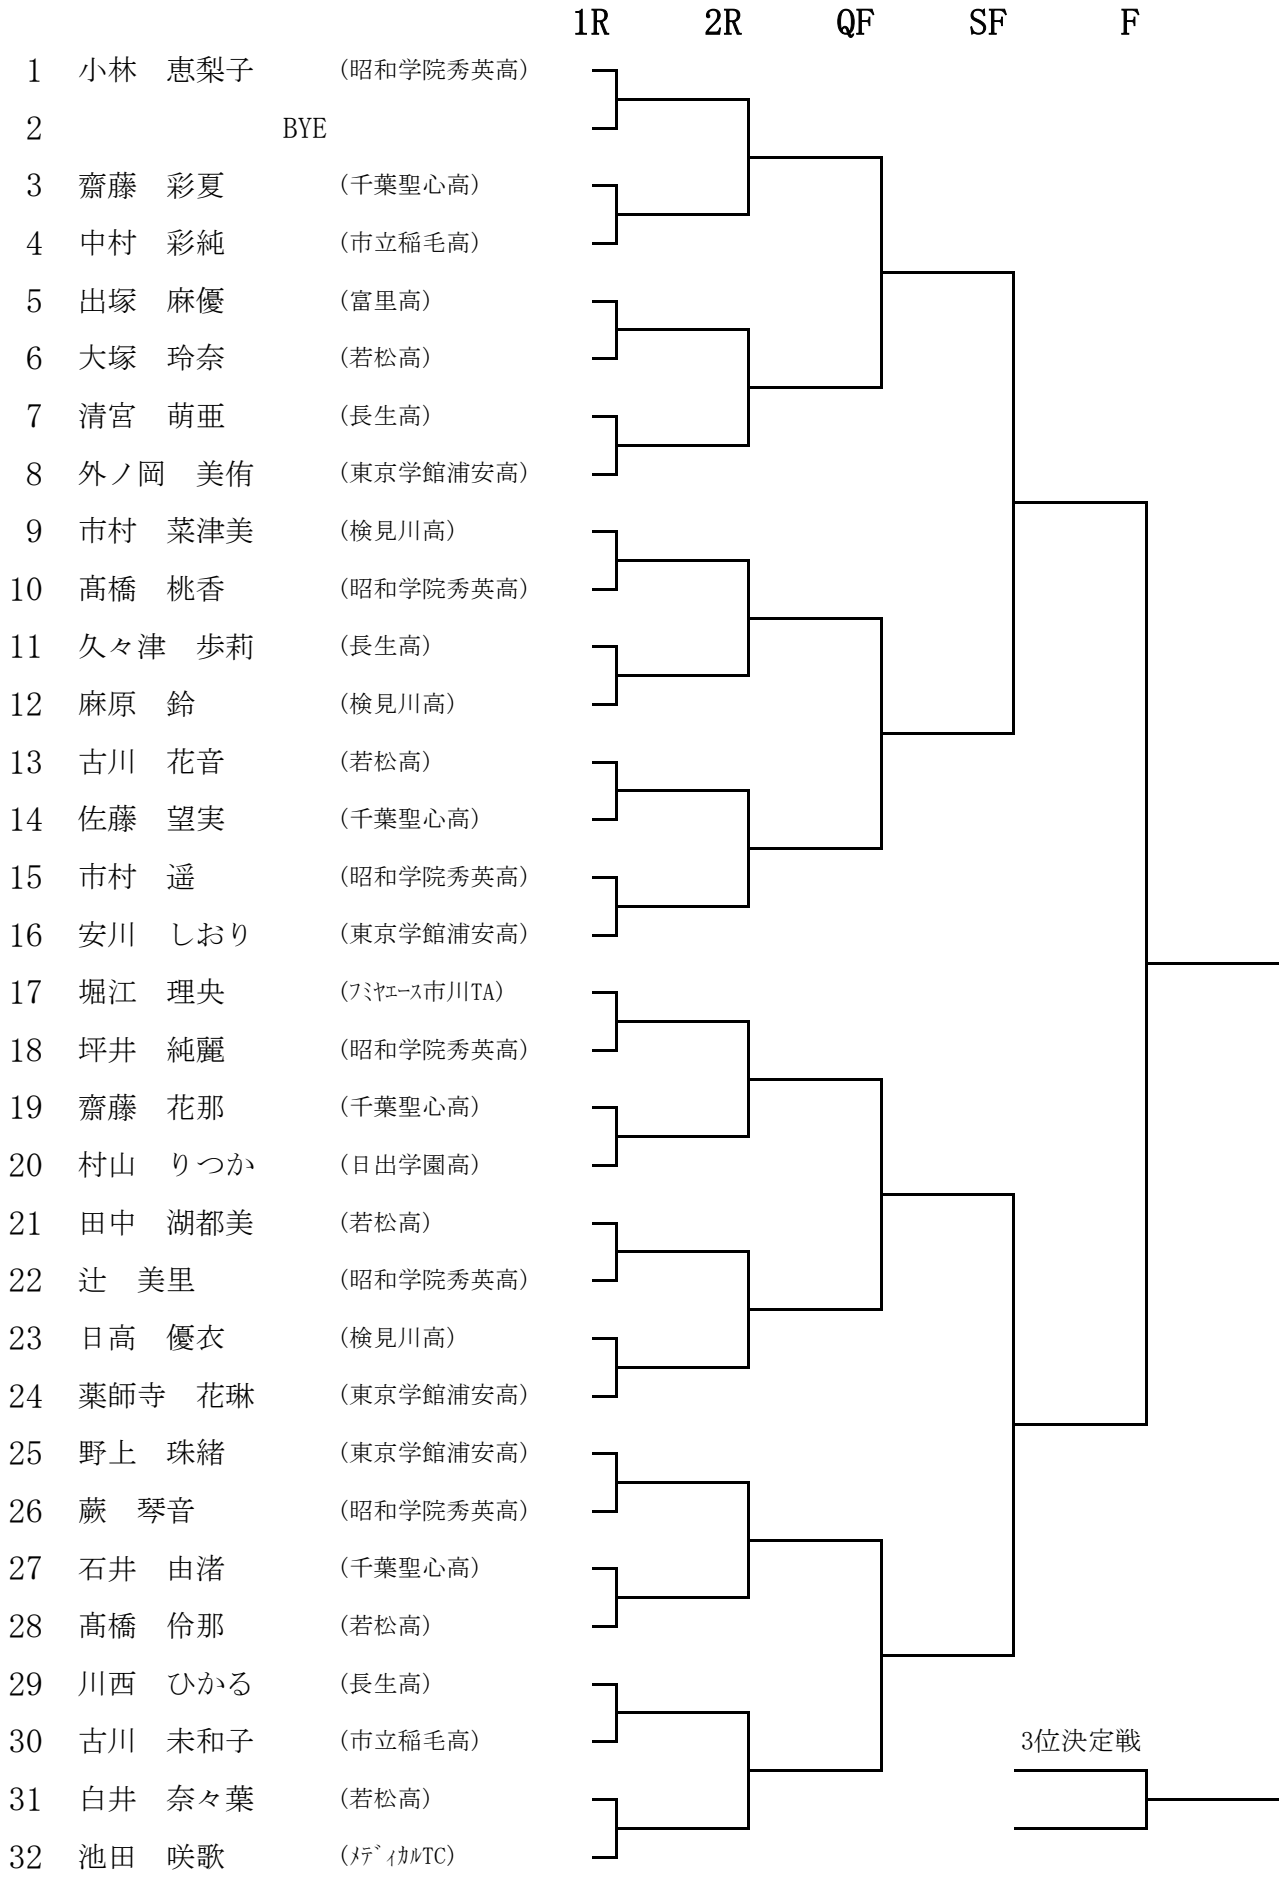 1R 2R QF SF F
1 小林 恵梨子 (昭和学院秀英高)
2 BYE
3 齋藤 彩夏 (千葉聖心高)
4 中村 彩純 (市立稲毛高)
5 出塚 麻優 (富里高)
6 大塚 玲奈 (若松高)
7 清宮 萌亜 (長生高)
8 外ノ岡 美侑 (東京学館浦安高)
9 市村 菜津美 (検見川高)
10 髙橋 桃香 (昭和学院秀英高)
11 久々津 歩莉 (長生高)
12 麻原 鈴 (検見川高)
13 古川 花音 (若松高)
14 佐藤 望実 (千葉聖心高)
15 市村 遥 (昭和学院秀英高)
16 安川 しおり (東京学館浦安高)
17 堀江 理央 (ﾌﾐﾔｴｰｽ市川TA)
18 坪井 純麗 (昭和学院秀英高)
19 齋藤 花那 (千葉聖心高)
20 村山 りつか (日出学園高)
21 田中 湖都美 (若松高)
22 辻 美里 (昭和学院秀英高)
23 日高 優衣 (検見川高)
24 薬師寺 花琳 (東京学館浦安高)
25 野上 珠緒 (東京学館浦安高)
26 蕨 琴音 (昭和学院秀英高)
27 石井 由渚 (千葉聖心高)
28 髙橋 伶那 (若松高)
29 川西 ひかる (長生高)
30 古川 未和子 (市立稲毛高)
3位決定戦
31 白井 奈々葉 (若松高)
32 池田 咲歌 (ﾒﾃﾞｨｶﾙTC)